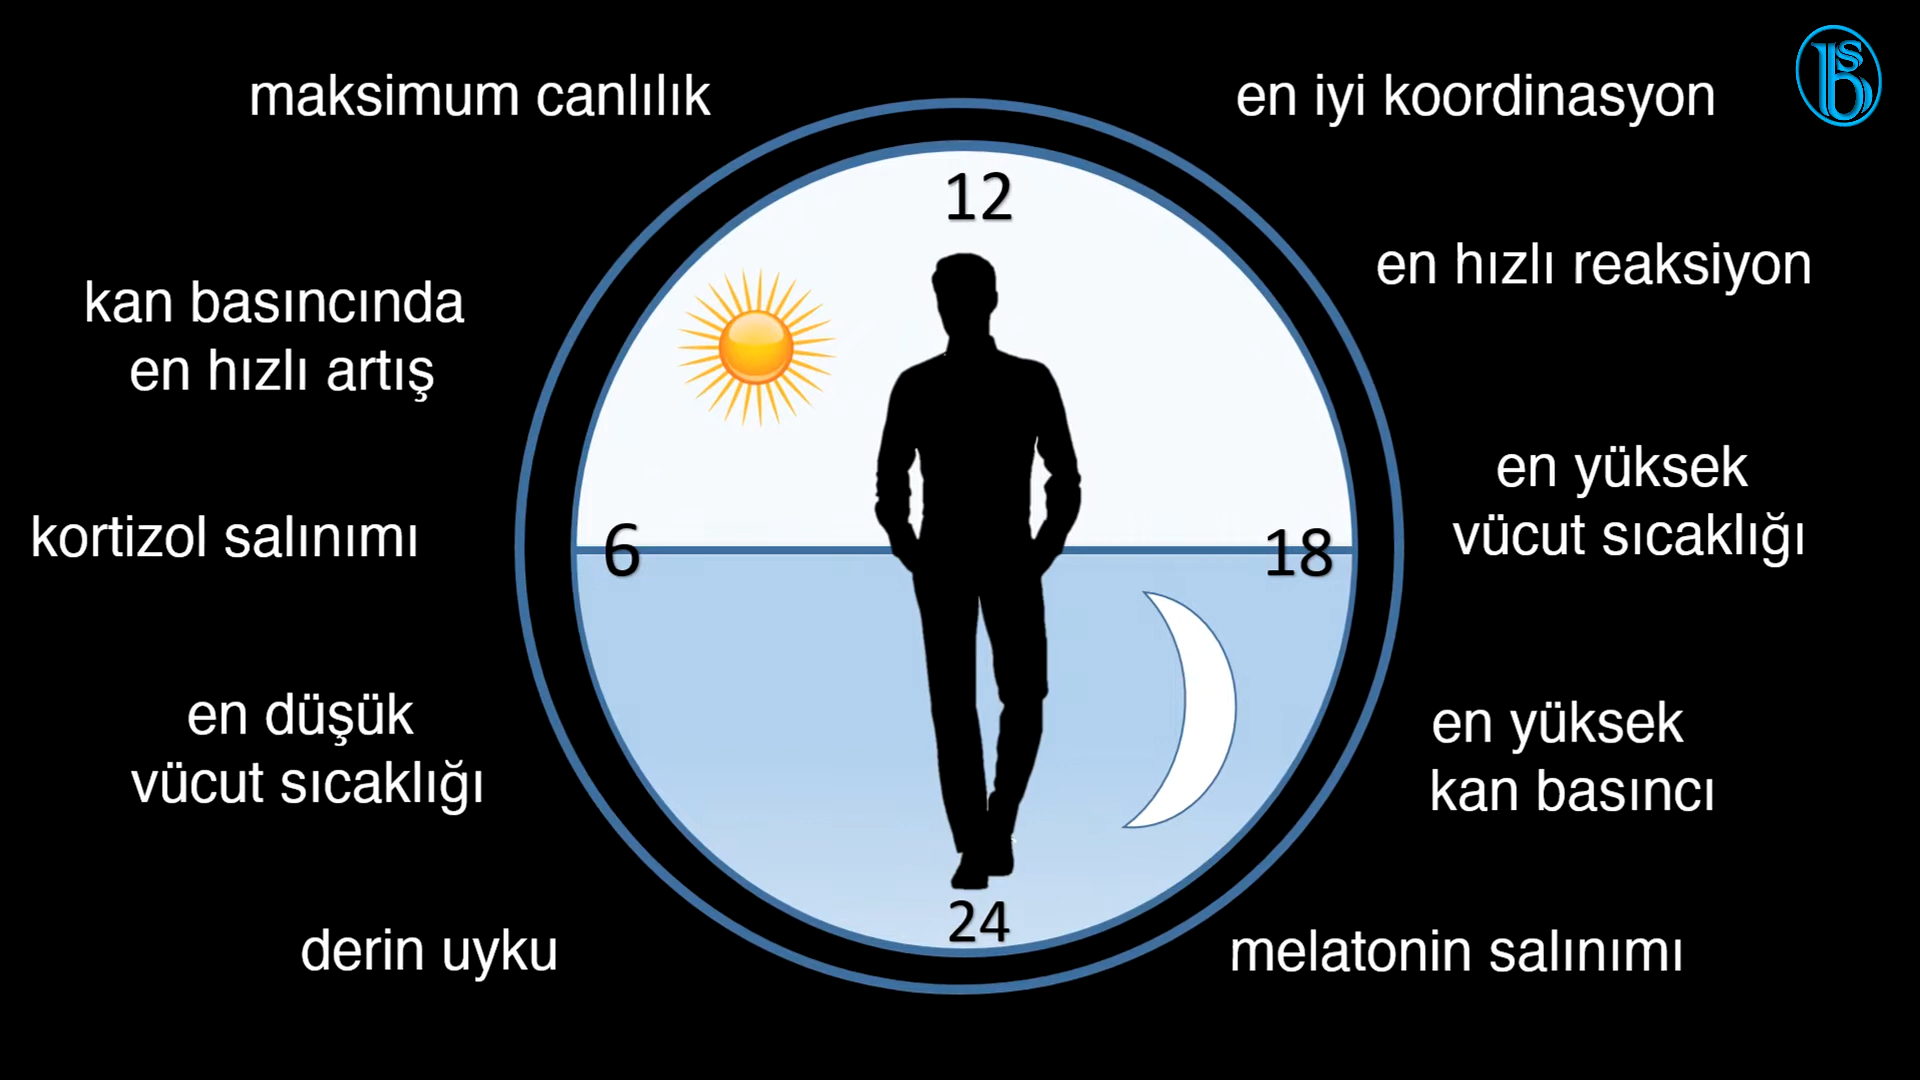 maksimum canlılık
en iyi koordinasyon
BS
12
en hızlı reaksiyon
kan basıncında
en hızlı artış
en yüksek
vücut sıcaklığı
kortizol salınımı
6
18
en düşük
vücut sıcaklığı
en yüksek
kan basıncı
24
derin uyku
melatonin salınımı